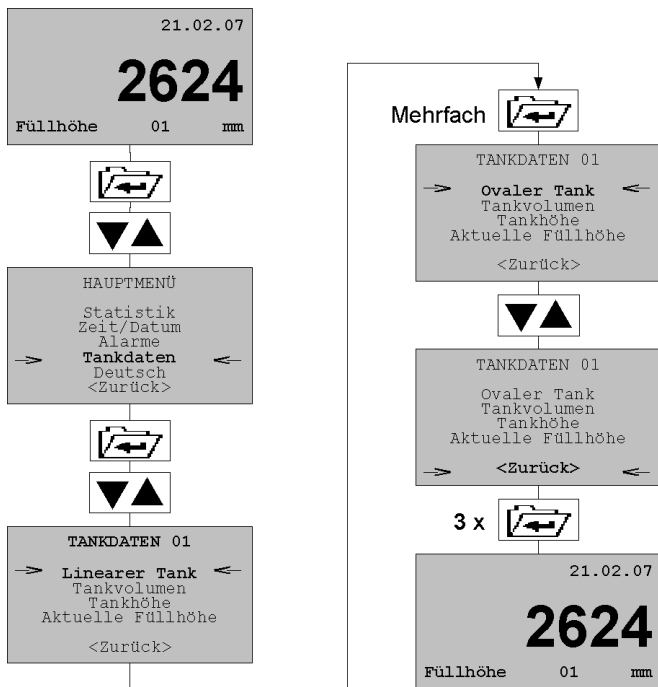 21.02.07
2624
Füllhöhe 01 mm
HAUPTMENÜ
Statistik
Zeit/Datum
Alarme
Tankdaten
Deutsch
<Zurück>
TANKDATEN 01
Linearer Tank
Tankvolumen
Tankhöhe
Aktuelle Füllhöhe
<Zurück>
Mehrfach
TANKDATEN 01
Ovaler Tank
Tankvolumen
Tankhöhe
Aktuelle Füllhöhe
<Zurück>
TANKDATEN 01
Ovaler Tank
Tankvolumen
Tankhöhe
Aktuelle Füllhöhe
<Zurück>
3 x
21.02.07
2624
Füllhöhe 01 mm